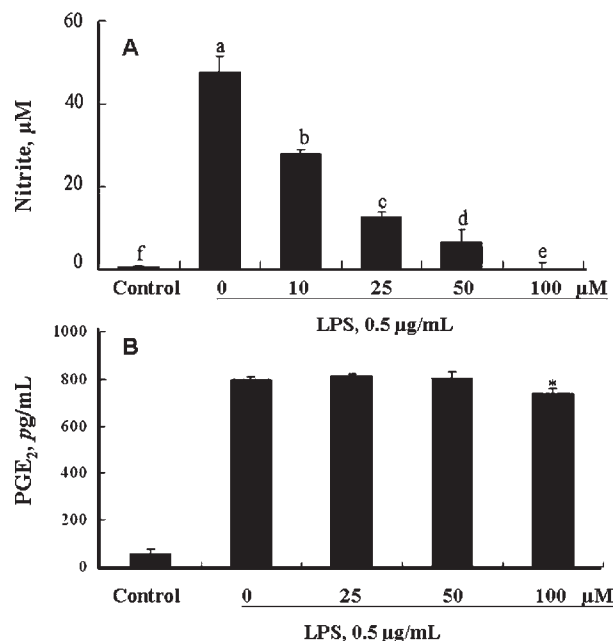 60
A
a
40
b
Nitrite, µM
20
c
d
f
e
0
Control 0 10 25 50 100 µM
LPS, 0.5 µg/mL
1000
B
800
*
600
PGE2, pg/mL
400
200
0
Control 0 25 50 100 µM
LPS, 0.5 µg/mL